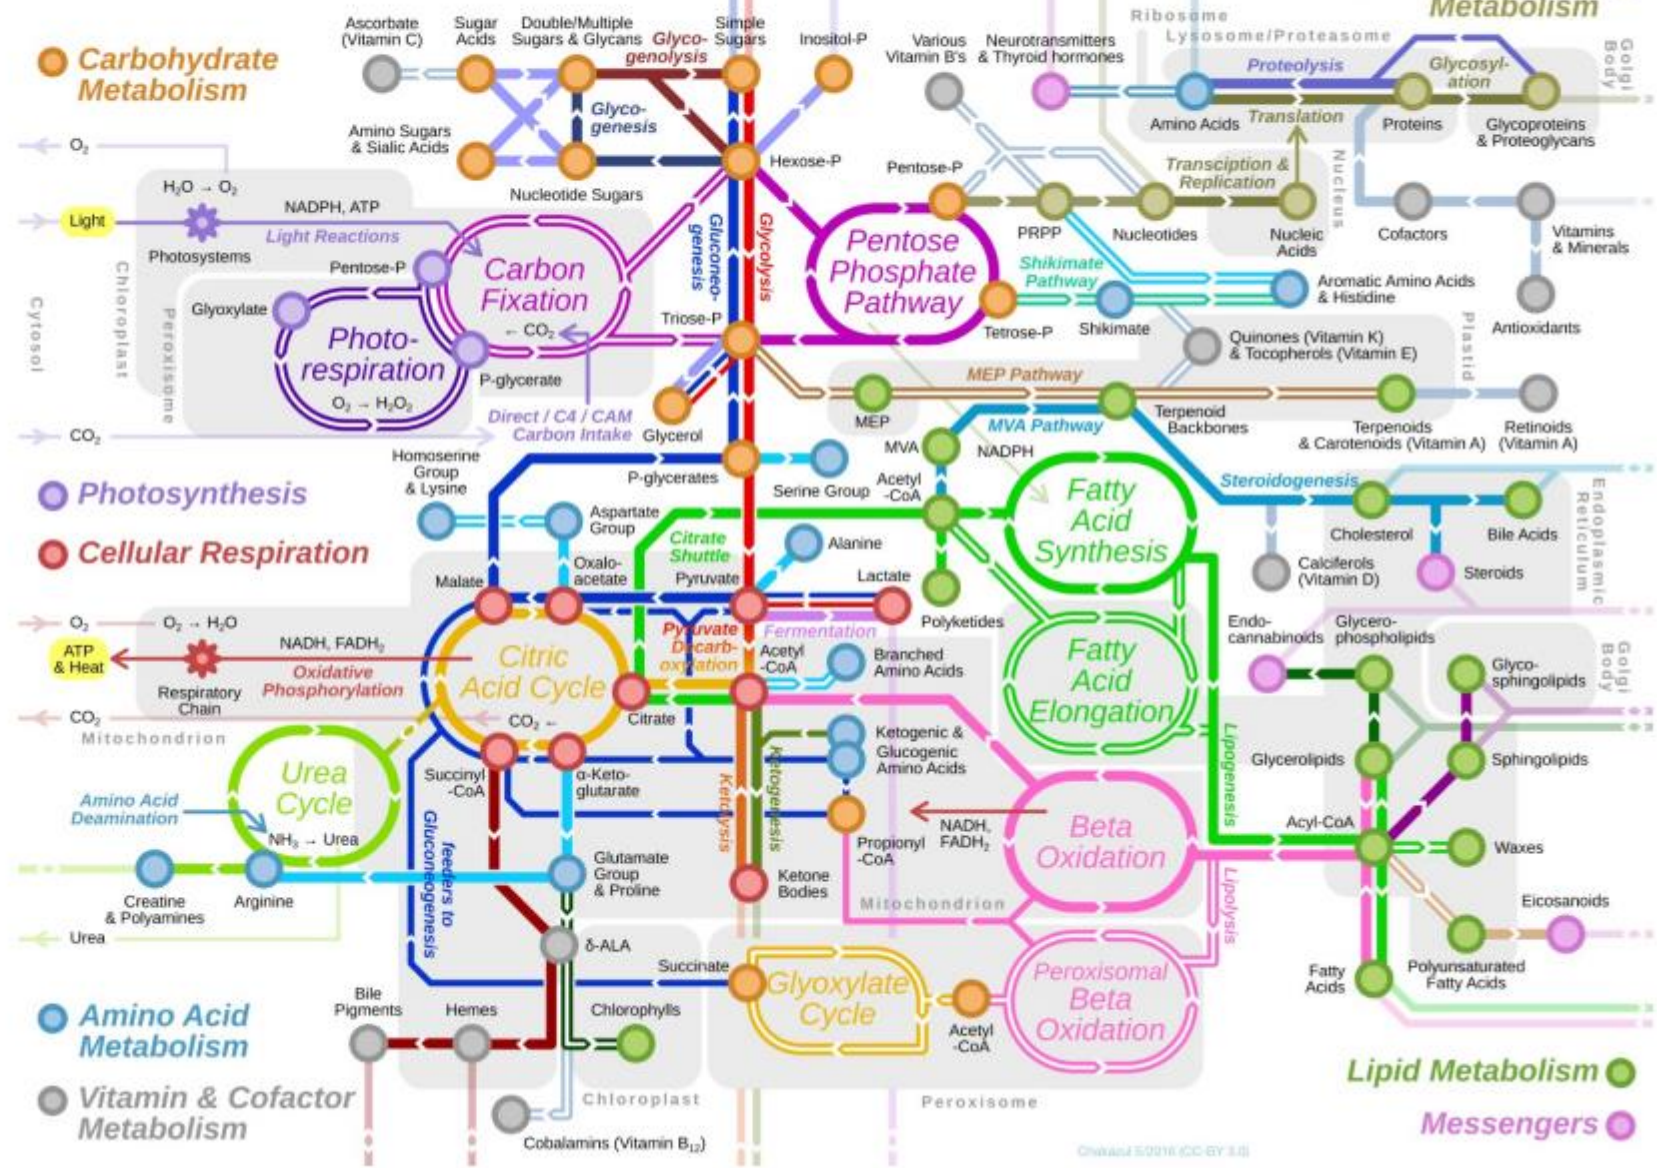 Metabolism
Carbohydrate
Metabolism
Ascorbate
(Vitamin C)
Sugar
Acids
Double/Multiple
Sugars & Glycans
Glyco-
genolysis
Simple
Sugars
Inositol-P
Various
Vitamin B's
Neurotransmitters
& Thyroid hormones
Ribosome
Lysosome/Proteasome
Proteolysis
Glycosyl-
ation
Golgi
Body
Amino Acids
Translation
Proteins
Glycoproteins
& Proteoglycans
Glyco-
genesis
Amino Sugars
& Sialic Acids
Nucleotide Sugars
Hexose-P
Pentose-P
Transciption &
Replication
Nucleus
PRPP
Nucleotides
Nucleic
Acids
Cofactors
Vitamins
& Minerals
Antioxidants
O₂
H₂O → O₂
Light
NADPH, ATP
Light Reactions
Photosystems
Pentose-P
Glyoxylate
Carbon
Fixation
← CO₂
Photo-
respiration
O₂ → H₂O₂
P-glycerate
Cytosol
Chloroplast
Peroxisome
CO₂
Direct / C4 / CAM
Carbon Intake
Gluconeo-
genesis
Glycolysis
Triose-P
Glycerol
Pentose
Phosphate
Pathway
Shikimate
Pathway
Tetrose-P
Shikimate
Aromatic Amino Acids
& Histidine
Quinones (Vitamin K)
& Tocopherols (Vitamin E)
Plastid
MEP Pathway
MEP
MVA Pathway
Terpenoid
Backbones
Terpenoids
& Carotenoids (Vitamin A)
Retinoids
(Vitamin A)
MVA
NADPH
Photosynthesis
Cellular Respiration
Homoserine
Group
& Lysine
P-glycerates
Serine Group
Acetyl
-CoA
Aspartate
Group
Citrate
Shuttle
Alanine
Fatty
Acid
Synthesis
Steroidogenesis
Cholesterol
Bile Acids
Endoplasmic
Reticulum
Calciferols
(Vitamin D)
Steroids
Malate
Oxalo-
acetate
Pyruvate
Lactate
Polyketides
Fermentation
Pyruvate
Decarb-
oxylation
Acetyl
-CoA
Branched
Amino Acids
O₂
O₂ → H₂O
ATP
& Heat
NADH, FADH₂
Oxidative
Phosphorylation
Respiratory
Chain
CO₂
Mitochondrion
Citric
Acid Cycle
CO₂ ←
Citrate
Fatty
Acid
Elongation
Endo-
cannabinoids
Glycero-
phospholipids
Glyco-
sphingolipids
Golgi
Body
Glycerolipids
Sphingolipids
Lipogenesis
Urea
Cycle
Succinyl
-CoA
α-Keto-
glutarate
Ketogenic &
Glucogenic
Amino Acids
Ketolysis
Ketogenesis
Amino Acid
Deamination
NH₃ → Urea
NADH,
FADH₂
Beta
Oxidation
Acyl-CoA
Waxes
Propionyl
-CoA
Creatine
& Polyamines
Arginine
feeders to
Gluconeogenesis
Glutamate
Group
& Proline
Ketone
Bodies
Mitochondrion
Lipolysis
Eicosanoids
Urea
δ-ALA
Succinate
Glyoxylate
Cycle
Acetyl
-CoA
Peroxisomal
Beta
Oxidation
Fatty
Acids
Polyunsaturated
Fatty Acids
Bile
Pigments
Hemes
Chlorophylls
Amino Acid
Metabolism
Vitamin & Cofactor
Metabolism
Chloroplast
Peroxisome
Cobalamins (Vitamin B₁₂)
Lipid Metabolism
Messengers
Chakazul 5/2016 (CC-BY 3.0)